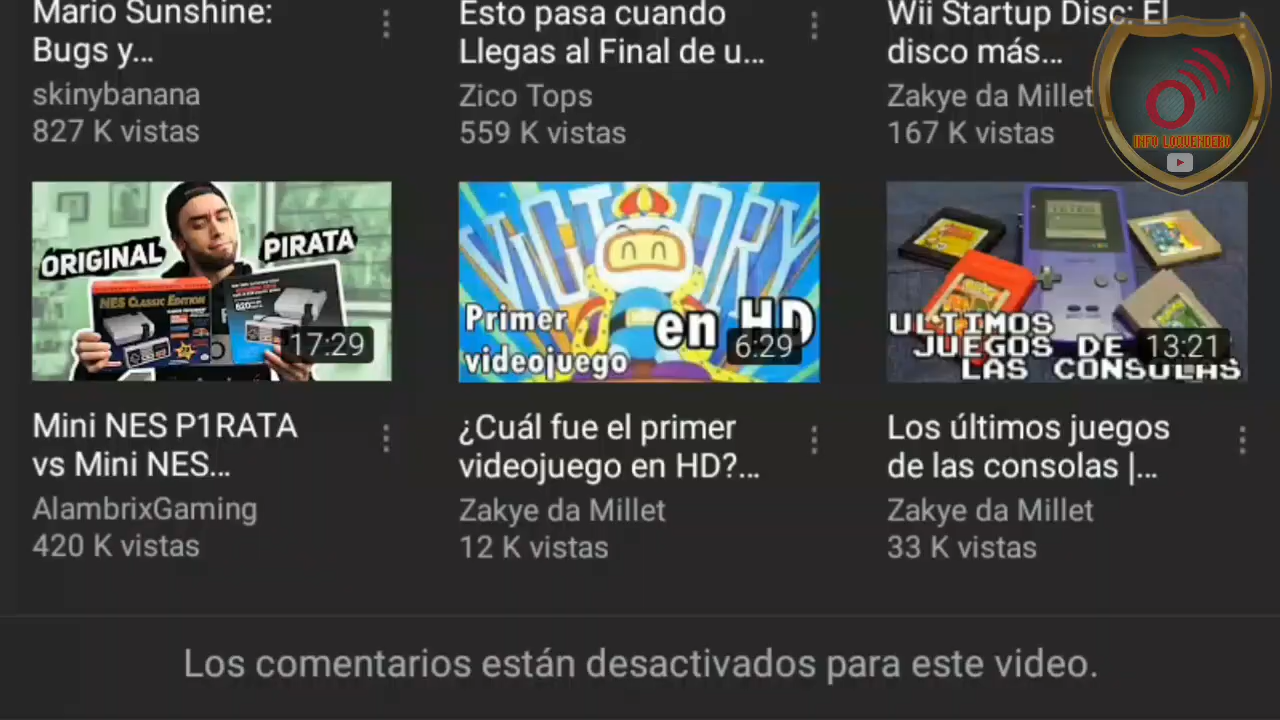 Mario Sunshine:
Bugs y...
skinybanana
827 K vistas
Esto pasa cuando
Llegas al Final de u...
Zico Tops
559 K vistas
Wii Startup Disc: El
disco más...
Zakye da Millet
167 K vistas
INFO LOQUENDERO
ORIGINAL
PIRATA
NES CLASSIC EDITION
17:29
Mini NES P1RATA
vs Mini NES...
AlambrixGaming
420 K vistas
VICTORY
Primer
videojuego
en HD
6:29
¿Cuál fue el primer
videojuego en HD?...
Zakye da Millet
12 K vistas
ULTIMOS
JUEGOS DE
LAS CONSOLAS
13:21
Los últimos juegos
de las consolas |...
Zakye da Millet
33 K vistas
Los comentarios están desactivados para este video.